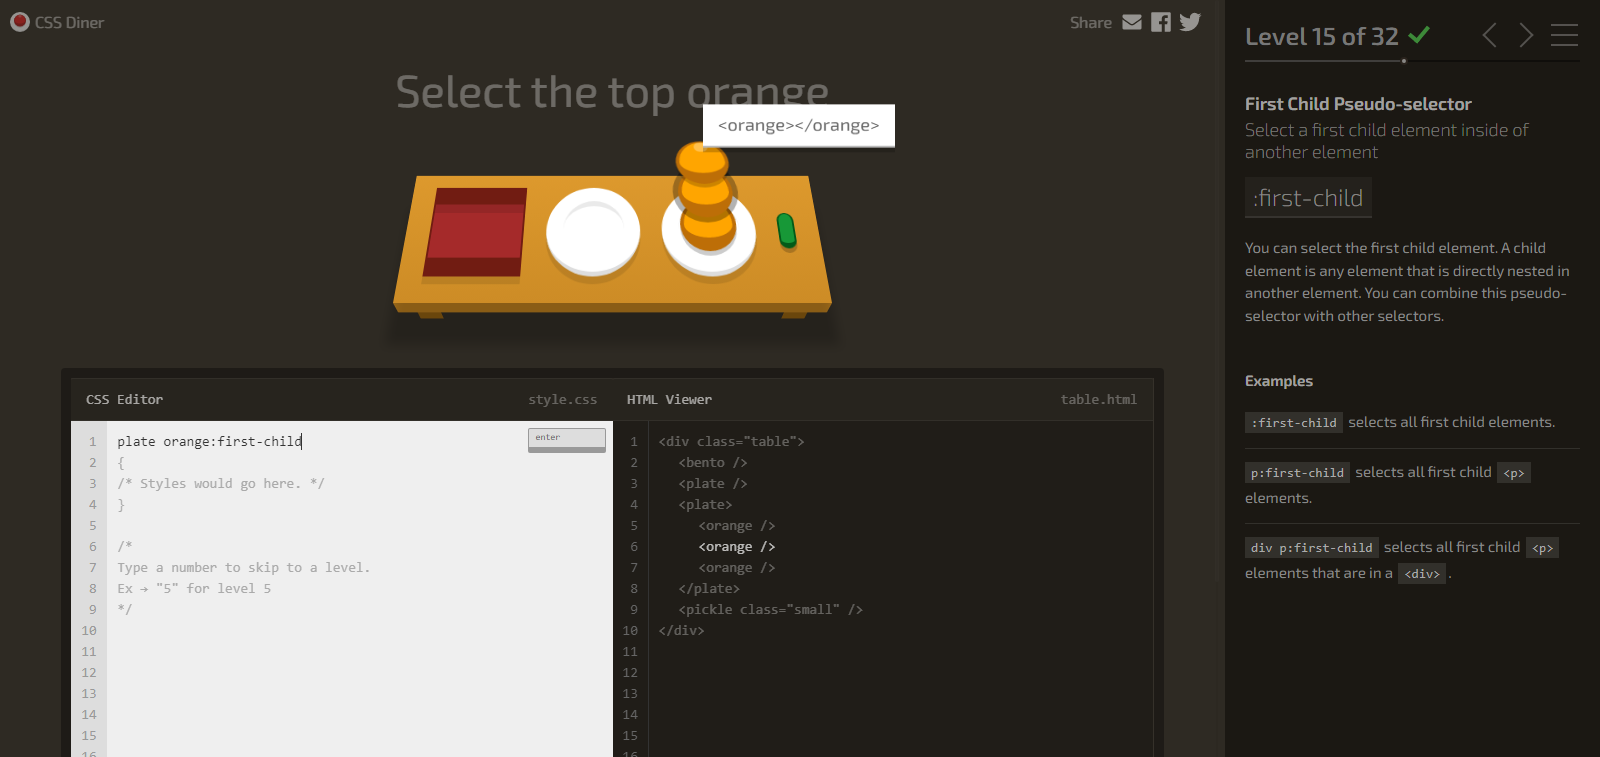 CSS Diner
Share
Select the top orange
<orange></orange>
CSS Editor
style.css
1
plate orange:first-child
enter
2
{
3
/* Styles would go here. */
4
}
5
6
/*
7
Type a number to skip to a level.
8
Ex → "5" for level 5
9
*/
10
11
12
13
14
15
16
HTML Viewer
table.html
1
<div class="table">
2
<bento />
3
<plate />
4
<plate>
5
<orange />
6
<orange />
7
<orange />
8
</plate>
9
<pickle class="small" />
10
</div>
11
12
13
14
15
16
Level 15 of 32
First Child Pseudo-selector
Select a first child element inside of
another element
:first-child
You can select the first child element. A child
element is any element that is directly nested in
another element. You can combine this pseudo-
selector with other selectors.
Examples
:first-child selects all first child elements.
p:first-child selects all first child <p>
elements.
div p:first-child selects all first child <p>
elements that are in a <div> .